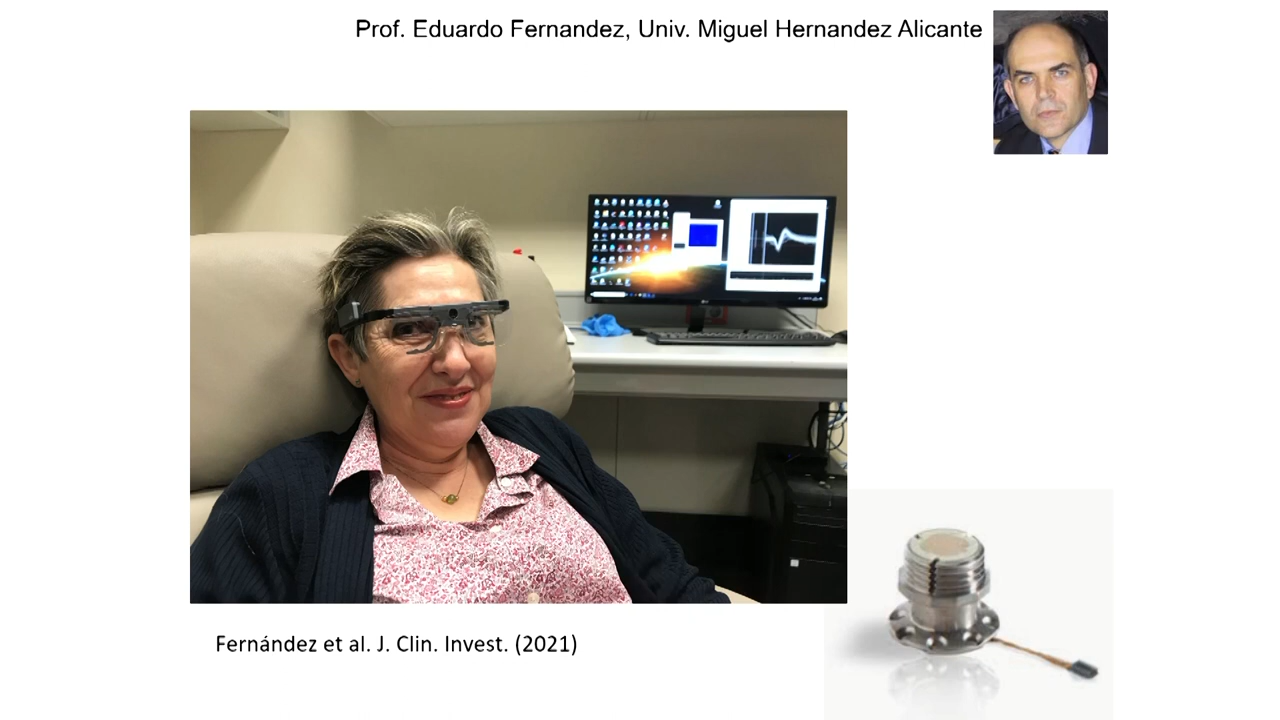 Prof. Eduardo Fernandez, Univ. Miguel Hernandez Alicante
Fernández et al. J. Clin. Invest. (2021)